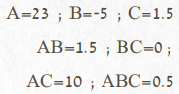 A=23 ; B=-5 ; C=1.5
AB=1.5 ; BC=0 ;
AC=10 ; ABC=0.5